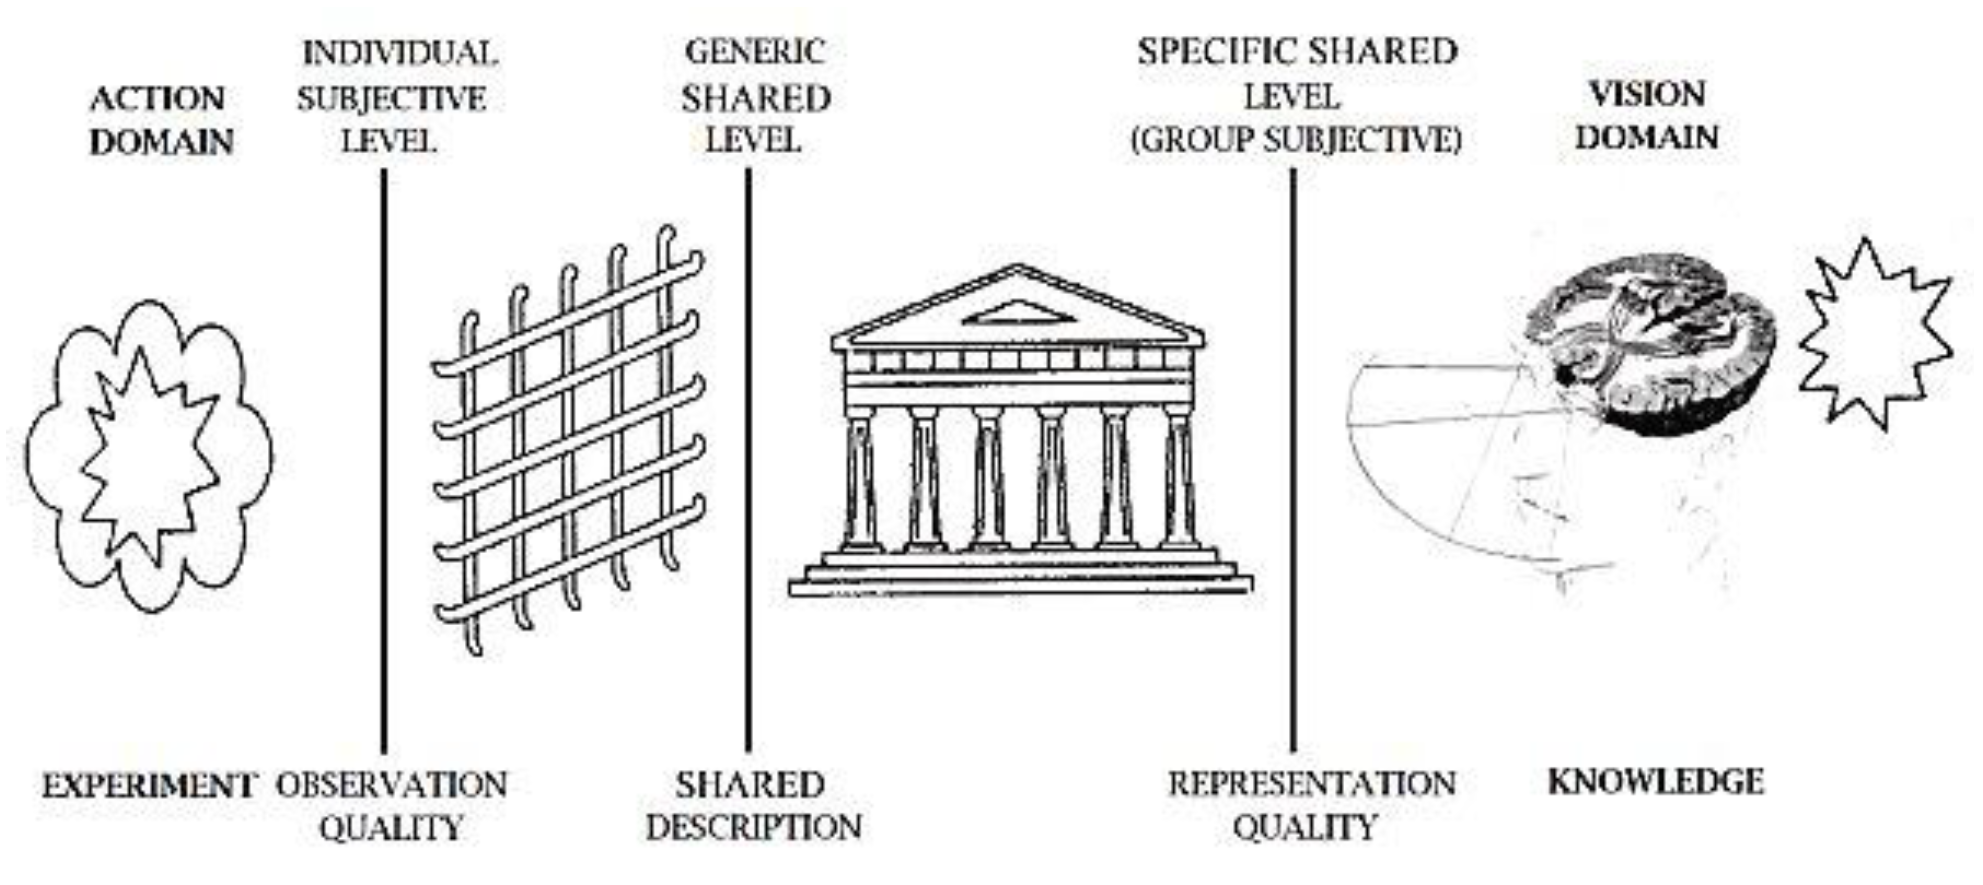 ACTION
DOMAIN
INDIVIDUAL
SUBJECTIVE
LEVEL
GENERIC
SHARED
LEVEL
SPECIFIC SHARED
LEVEL
(GROUP SUBJECTIVE)
VISION
DOMAIN
EXPERIMENT
OBSERVATION
QUALITY
SHARED
DESCRIPTION
REPRESENTATION
QUALITY
KNOWLEDGE